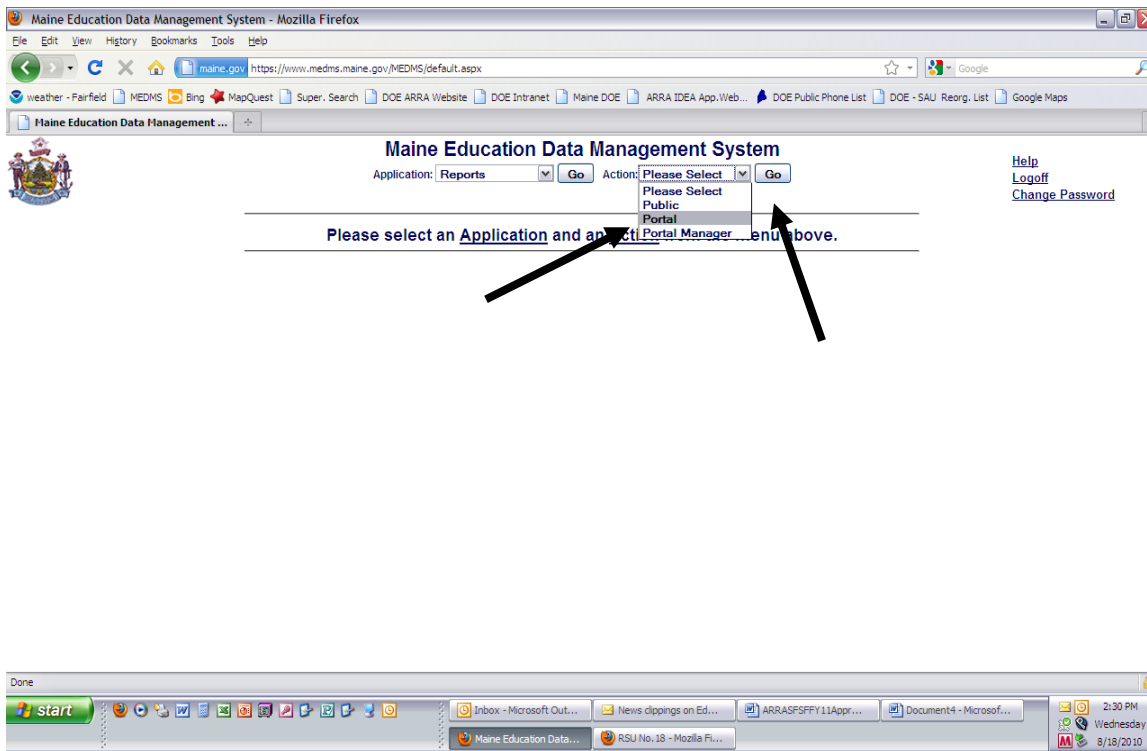 Maine Education Data Management System - Mozilla Firefox
File Edit View History Bookmarks Tools Help
maine.gov https://www.medms.maine.gov/MEDMS/default.aspx Google
weather - Fairfield MEDMS Bing MapQuest Super. Search DOE ARRA Website DOE Intranet Maine DOE ARRA IDEA App.Web... DOE Public Phone List DOE - SAU Reorg. List Google Maps
Maine Education Data Management ...
Maine Education Data Management System
Application: Reports Go Action: Please Select Go
Please Select
Public
Portal
Portal Manager
Help
Logoff
Change Password
Please select an Application and an menu above.
Done
start Inbox - Microsoft Out... News clippings on Ed... ARRASFSFFY11Appr... Document4 - Microsof... 2:30 PM
Maine Education Data... RSU No. 18 - Mozilla Fi... Wednesday
8/18/2010